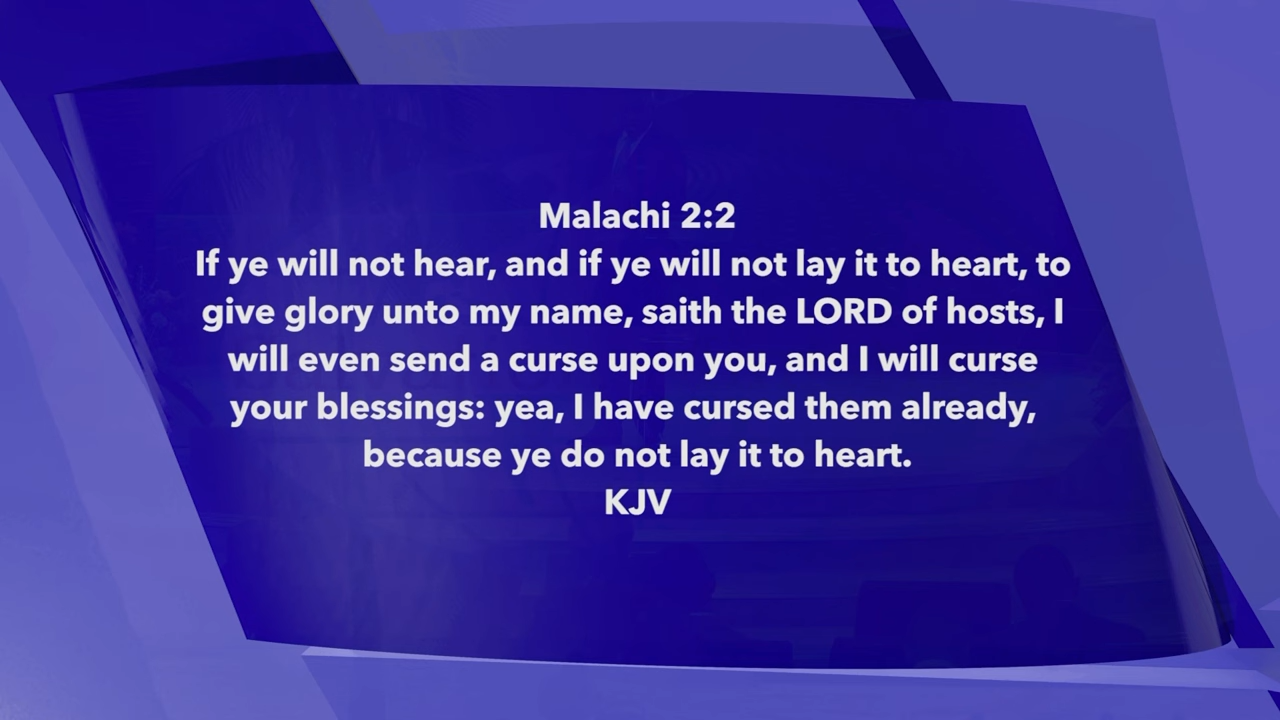 Malachi 2:2
If ye will not hear, and if ye will not lay it to heart, to
give glory unto my name, saith the LORD of hosts, I
will even send a curse upon you, and I will curse
your blessings: yea, I have cursed them already,
because ye do not lay it to heart.
KJV